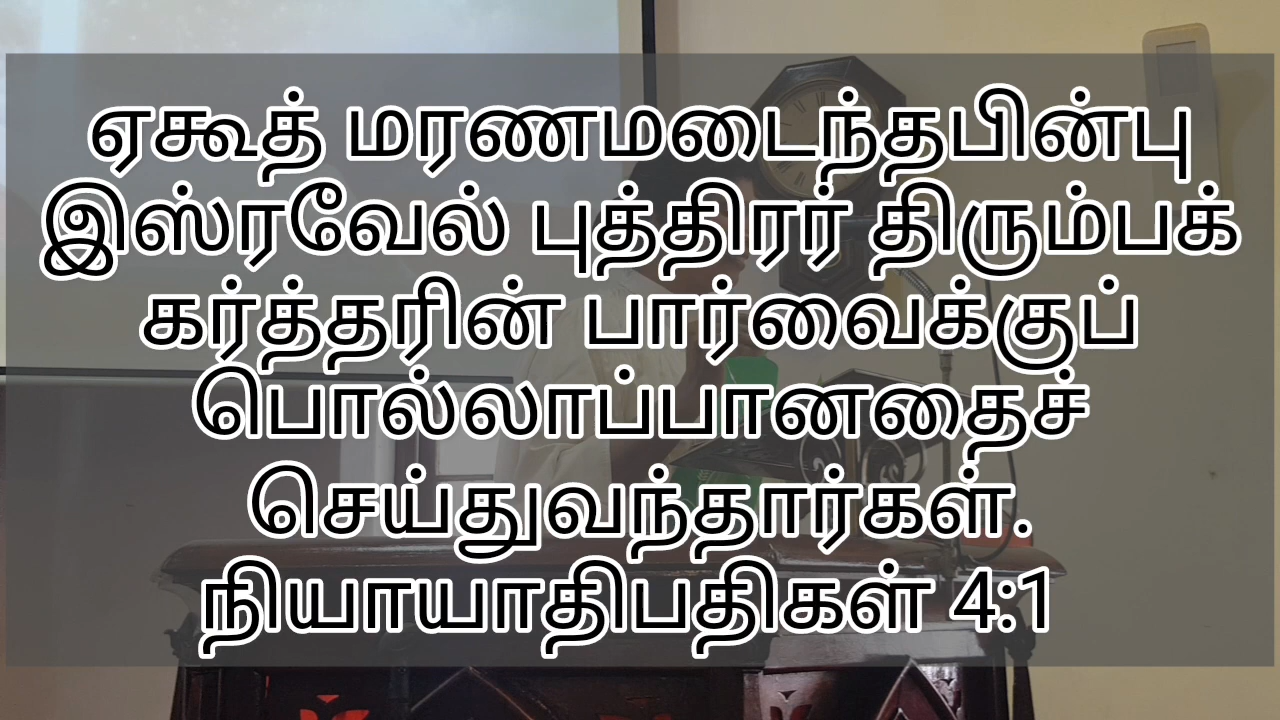 ஏகூத் மரணமடைந்தபின்பு
இஸ்ரவேல் புத்திரர் திரும்பக்
கர்த்தரின் பார்வைக்குப்
பொல்லாப்பானதைச்
செய்துவந்தார்கள்.
நியாயாதிபதிகள் 4:1